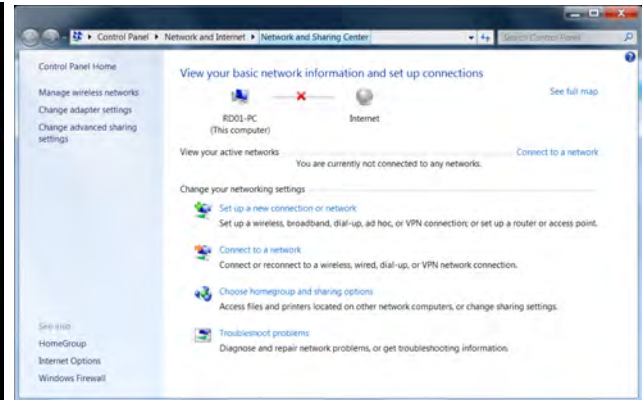 Control Panel ▸ Network and Internet ▸ Network and Sharing Center
Search Control Panel
Control Panel Home
Manage wireless networks
Change adapter settings
Change advanced sharing
settings
See also
HomeGroup
Internet Options
Windows Firewall
View your basic network information and set up connections
See full map
RD01-PC
(This computer)
Internet
View your active networks
Connect to a network
You are currently not connected to any networks.
Change your networking settings
Set up a new connection or network
Set up a wireless, broadband, dial-up, ad hoc, or VPN connection; or set up a router or access point.
Connect to a network
Connect or reconnect to a wireless, wired, dial-up, or VPN network connection.
Choose homegroup and sharing options
Access files and printers located on other network computers, or change sharing settings.
Troubleshoot problems
Diagnose and repair network problems, or get troubleshooting information.